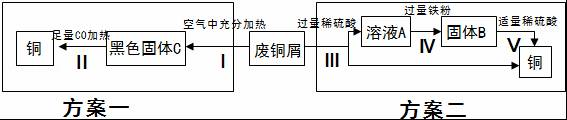 足量CO加热 空气中充分加热 过量稀硫酸 过量铁粉 适量稀硫酸
铜 黑色固体C 废铜屑 溶液A 固体B
II I III IV V
铜
方案一 方案二